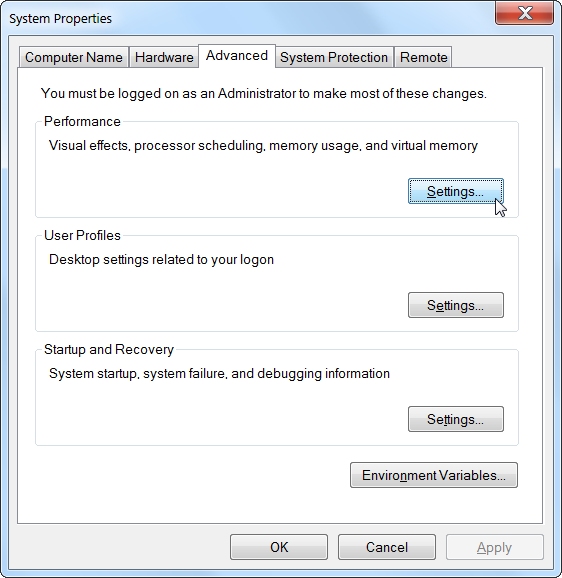 System Properties
Computer Name Hardware Advanced System Protection Remote
You must be logged on as an Administrator to make most of these changes.
Performance
Visual effects, processor scheduling, memory usage, and virtual memory
Settings...
User Profiles
Desktop settings related to your logon
Settings...
Startup and Recovery
System startup, system failure, and debugging information
Settings...
Environment Variables...
OK Cancel Apply